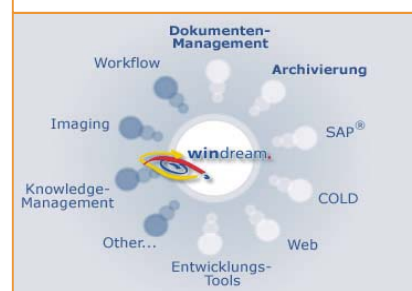 Dokumenten-
Management
Workflow
Archivierung
Imaging
SAP®
windream.
Knowledge-
Management
COLD
Other...
Web
Entwicklungs-
Tools